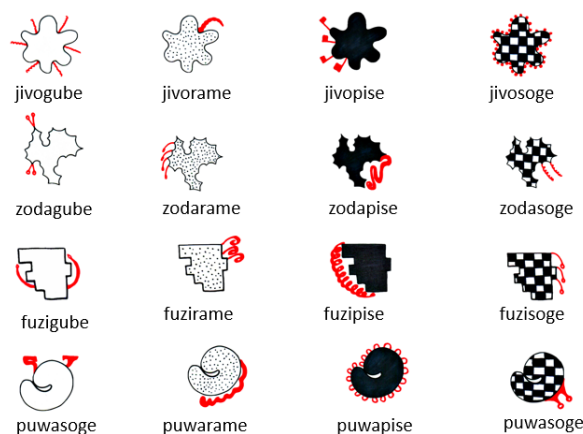 jivogube jivorame jivopise jivosoge
zodagube zodarame zodapise zodasoge
fuzigube fuzirame fuzipise fuzisoge
puwasoge puwarame puwapise puwasoge